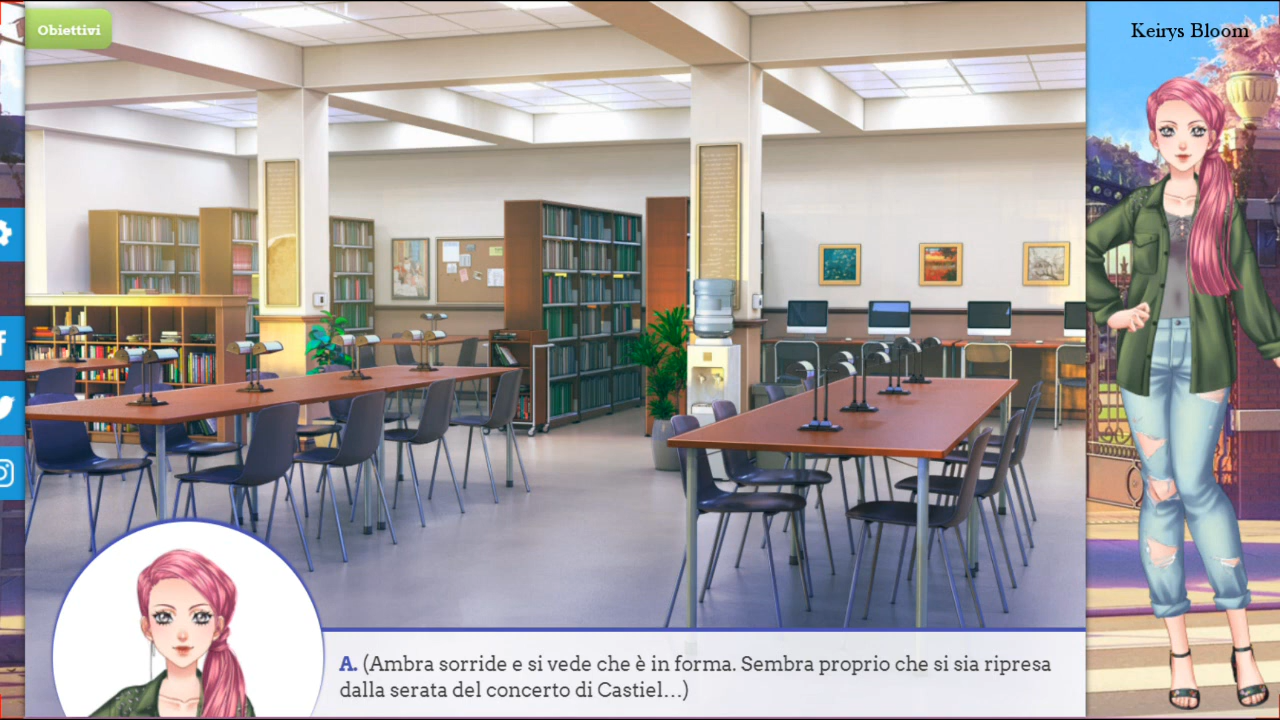 Obiettivi
Keirys Bloom
A. (Ambra sorride e si vede che è in forma. Sembra proprio che si sia ripresa
dalla serata del concerto di Castiel...)